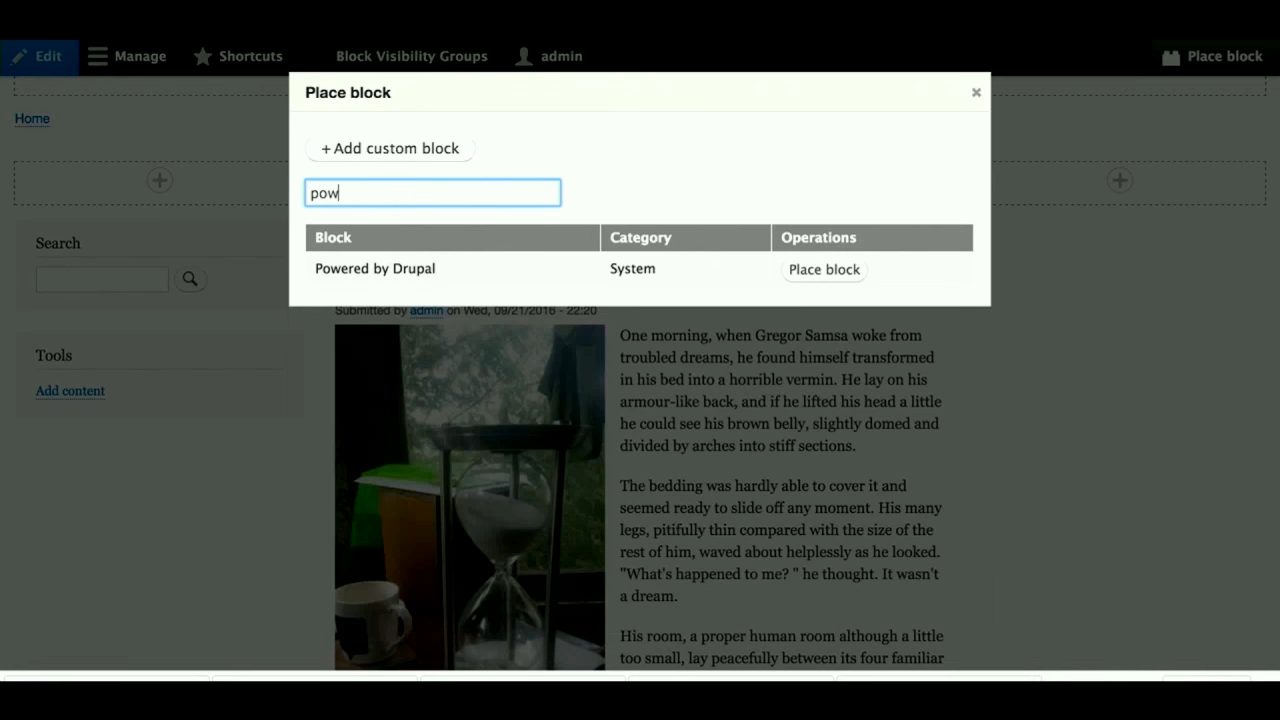 Edit Manage Shortcuts Block Visibility Groups admin Place block
Place block
Home
+ Add custom block
pow
Block Category Operations
Powered by Drupal System Place block
Search
Tools
Add content
Submitted by admin on Wed, 09/21/2016 - 22:20
One morning, when Gregor Samsa woke from
troubled dreams, he found himself transformed
in his bed into a horrible vermin. He lay on his
armour-like back, and if he lifted his head a little
he could see his brown belly, slightly domed and
divided by arches into stiff sections.
The bedding was hardly able to cover it and
seemed ready to slide off any moment. His many
legs, pitifully thin compared with the size of the
rest of him, waved about helplessly as he looked.
"What's happened to me? " he thought. It wasn't
a dream.
His room, a proper human room although a little
too small, lay peacefully between its four familiar